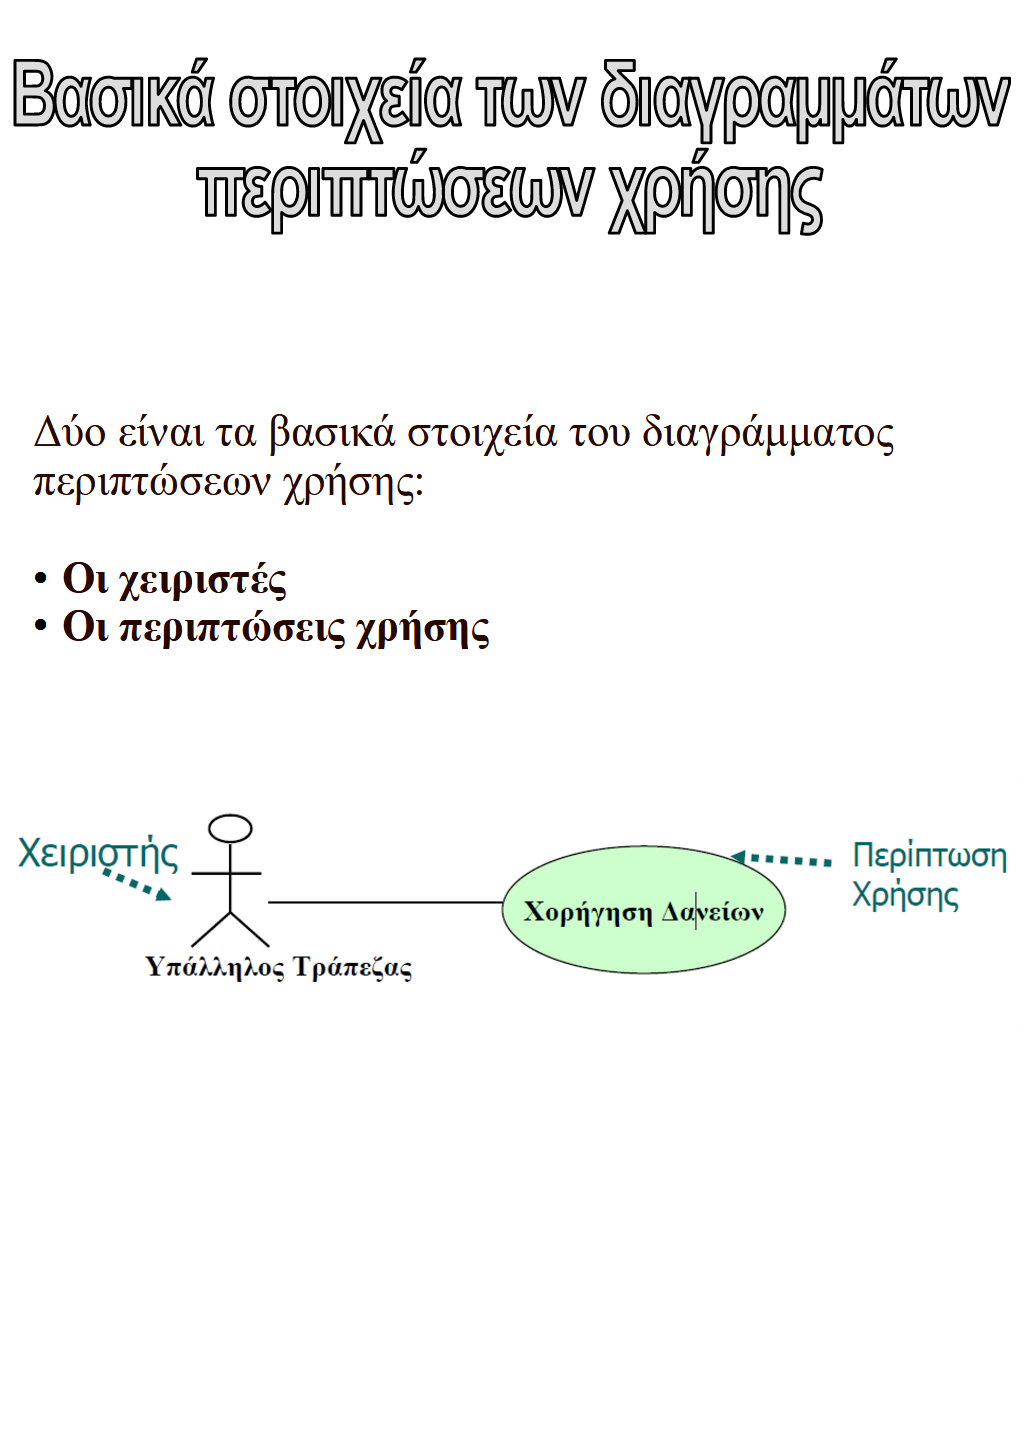 Βασικά στοιχεία των διαγραμμάτων
περιπτώσεων χρήσης
Δύο είναι τα βασικά στοιχεία του διαγράμματος
περιπτώσεων χρήσης:
• Οι χειριστές
• Οι περιπτώσεις χρήσης
Χειριστής
Υπάλληλος Τράπεζας
Χορήγηση Δανείων
Περίπτωση
Χρήσης